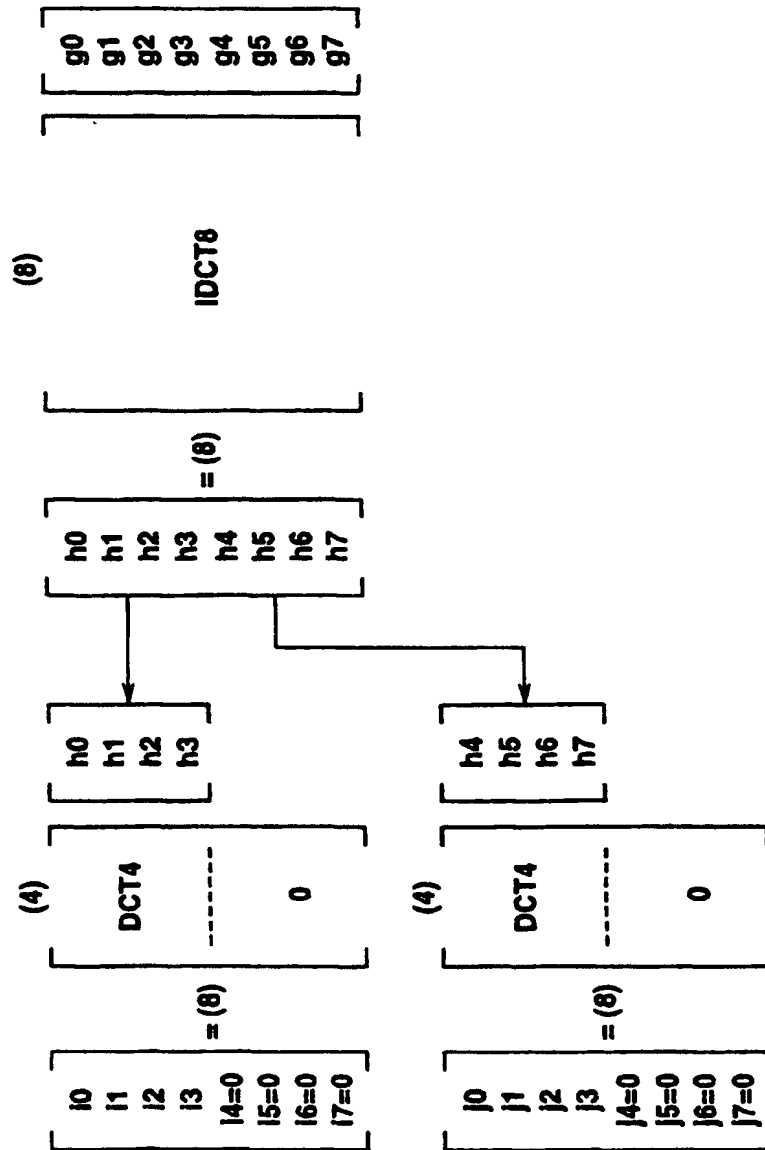 (4)
(8)
i0
i1
i2
i3
i4=0
i5=0
i6=0
i7=0
= (8)
DCT4
0
h0
h1
h2
h3
h0
h1
h2
h3
h4
h5
h6
h7
= (8)
IDCT8
g0
g1
g2
g3
g4
g5
g6
g7
(4)
j0
j1
j2
j3
j4=0
j5=0
j6=0
j7=0
= (8)
DCT4
0
h4
h5
h6
h7